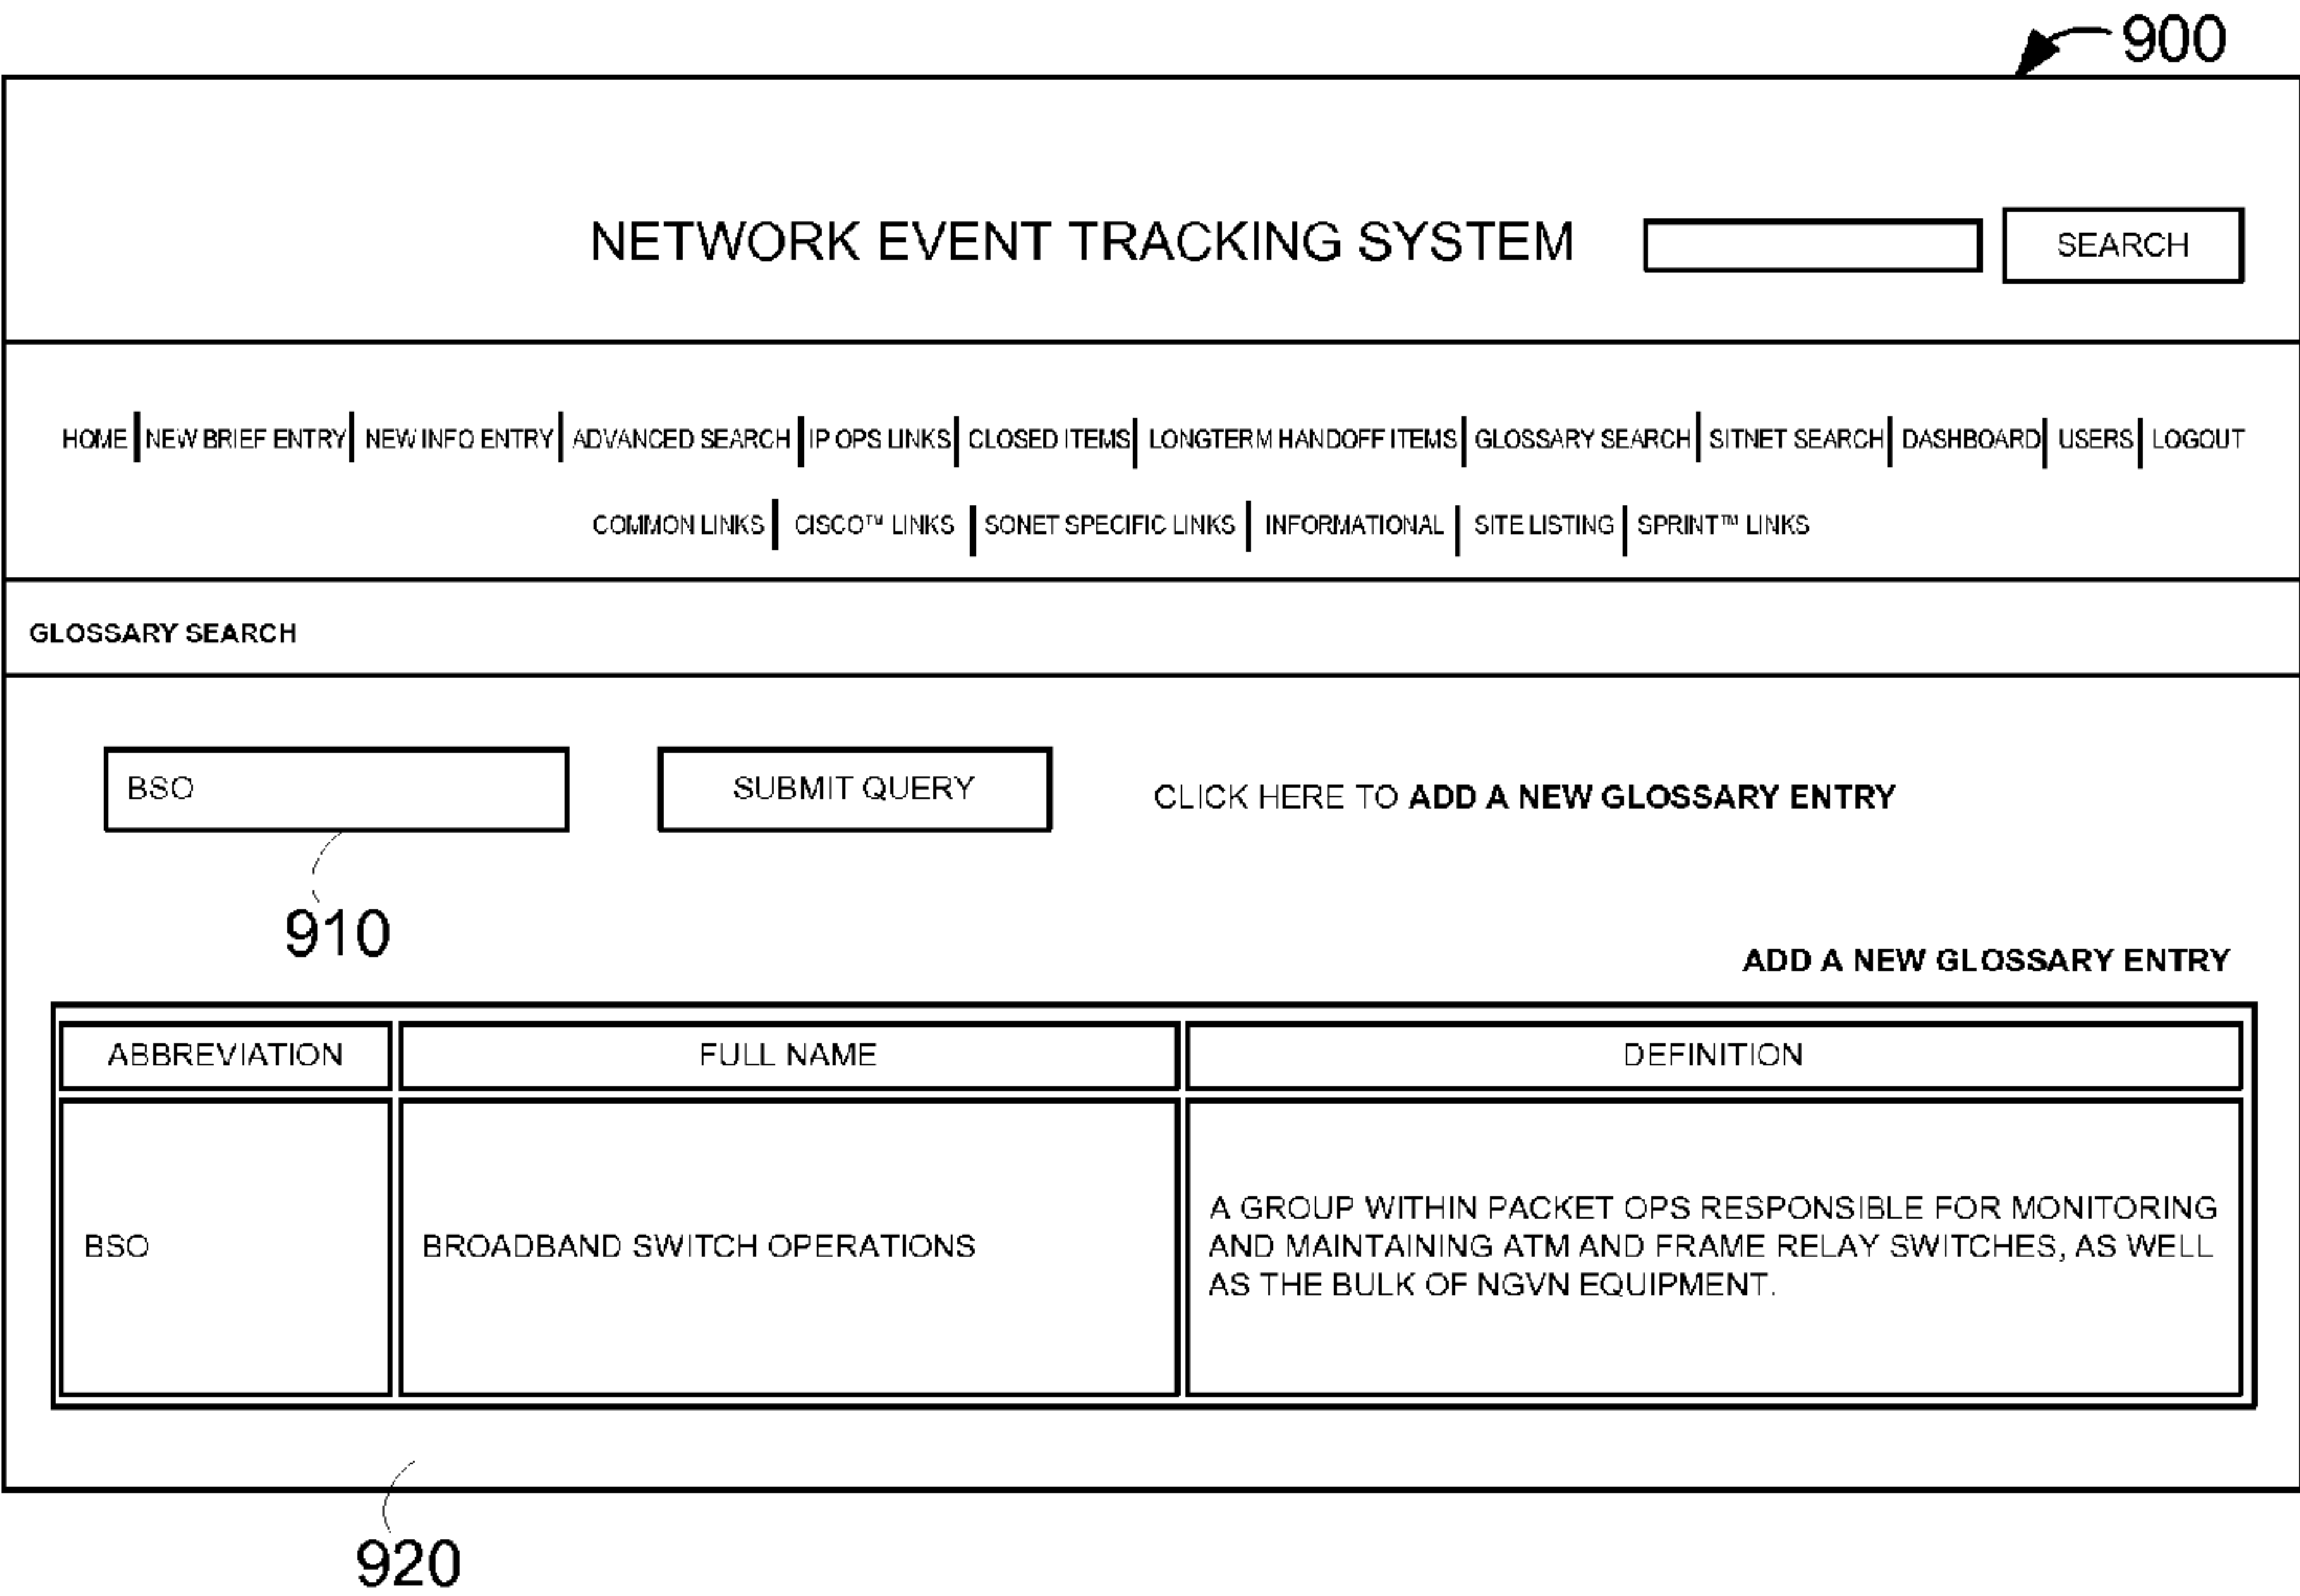 900
NETWORK EVENT TRACKING SYSTEM SEARCH
HOME NEW BRIEF ENTRY NEW INFO ENTRY ADVANCED SEARCH IP OPS LINKS CLOSED ITEMS LONGTERM HANDOFF ITEMS GLOSSARY SEARCH SITNET SEARCH DASHBOARD USERS LOGOUT
COMMON LINKS CISCO™ LINKS SONET SPECIFIC LINKS INFORMATIONAL SITE LISTING SPRINT™ LINKS
GLOSSARY SEARCH
BSO SUBMIT QUERY CLICK HERE TO ADD A NEW GLOSSARY ENTRY
910
ADD A NEW GLOSSARY ENTRY
ABBREVIATION FULL NAME DEFINITION
BSO
BROADBAND SWITCH OPERATIONS
A GROUP WITHIN PACKET OPS RESPONSIBLE FOR MONITORING
AND MAINTAINING ATM AND FRAME RELAY SWITCHES, AS WELL
AS THE BULK OF NGVN EQUIPMENT.
920